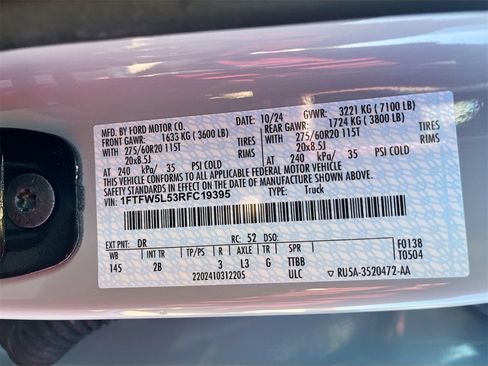 MFD. BY FORD MOTOR CO. DATE: 10/24 GVWR: 3221 KG ( 7100 LB)
FRONT GAWR: 1633 KG ( 3600 LB) REAR GAWR: 1724 KG ( 3800 LB)
WITH 275/60R20 115T TIRES WITH 275/60R20 115T TIRES
20x8.5J RIMS 20x8.5J RIMS
AT 240 kPa/ 35 PSI COLD AT 240 kPa/ 35 PSI COLD
THIS VEHICLE CONFORMS TO ALL APPLICABLE FEDERAL MOTOR VEHICLE
SAFETY STANDARDS IN EFFECT ON THE DATE OF MANUFACTURE SHOWN ABOVE.
VIN: 1FTFW5L53RFC19395 TYPE: Truck
EXT PNT: DR RC: 52 DSO: F0138
WB INT TR TP/PS R AXLE TR SPR T0504
145 2B 3 L3 G TTBB
2202410312205 ULC ▽ RU5A-3520472-AA